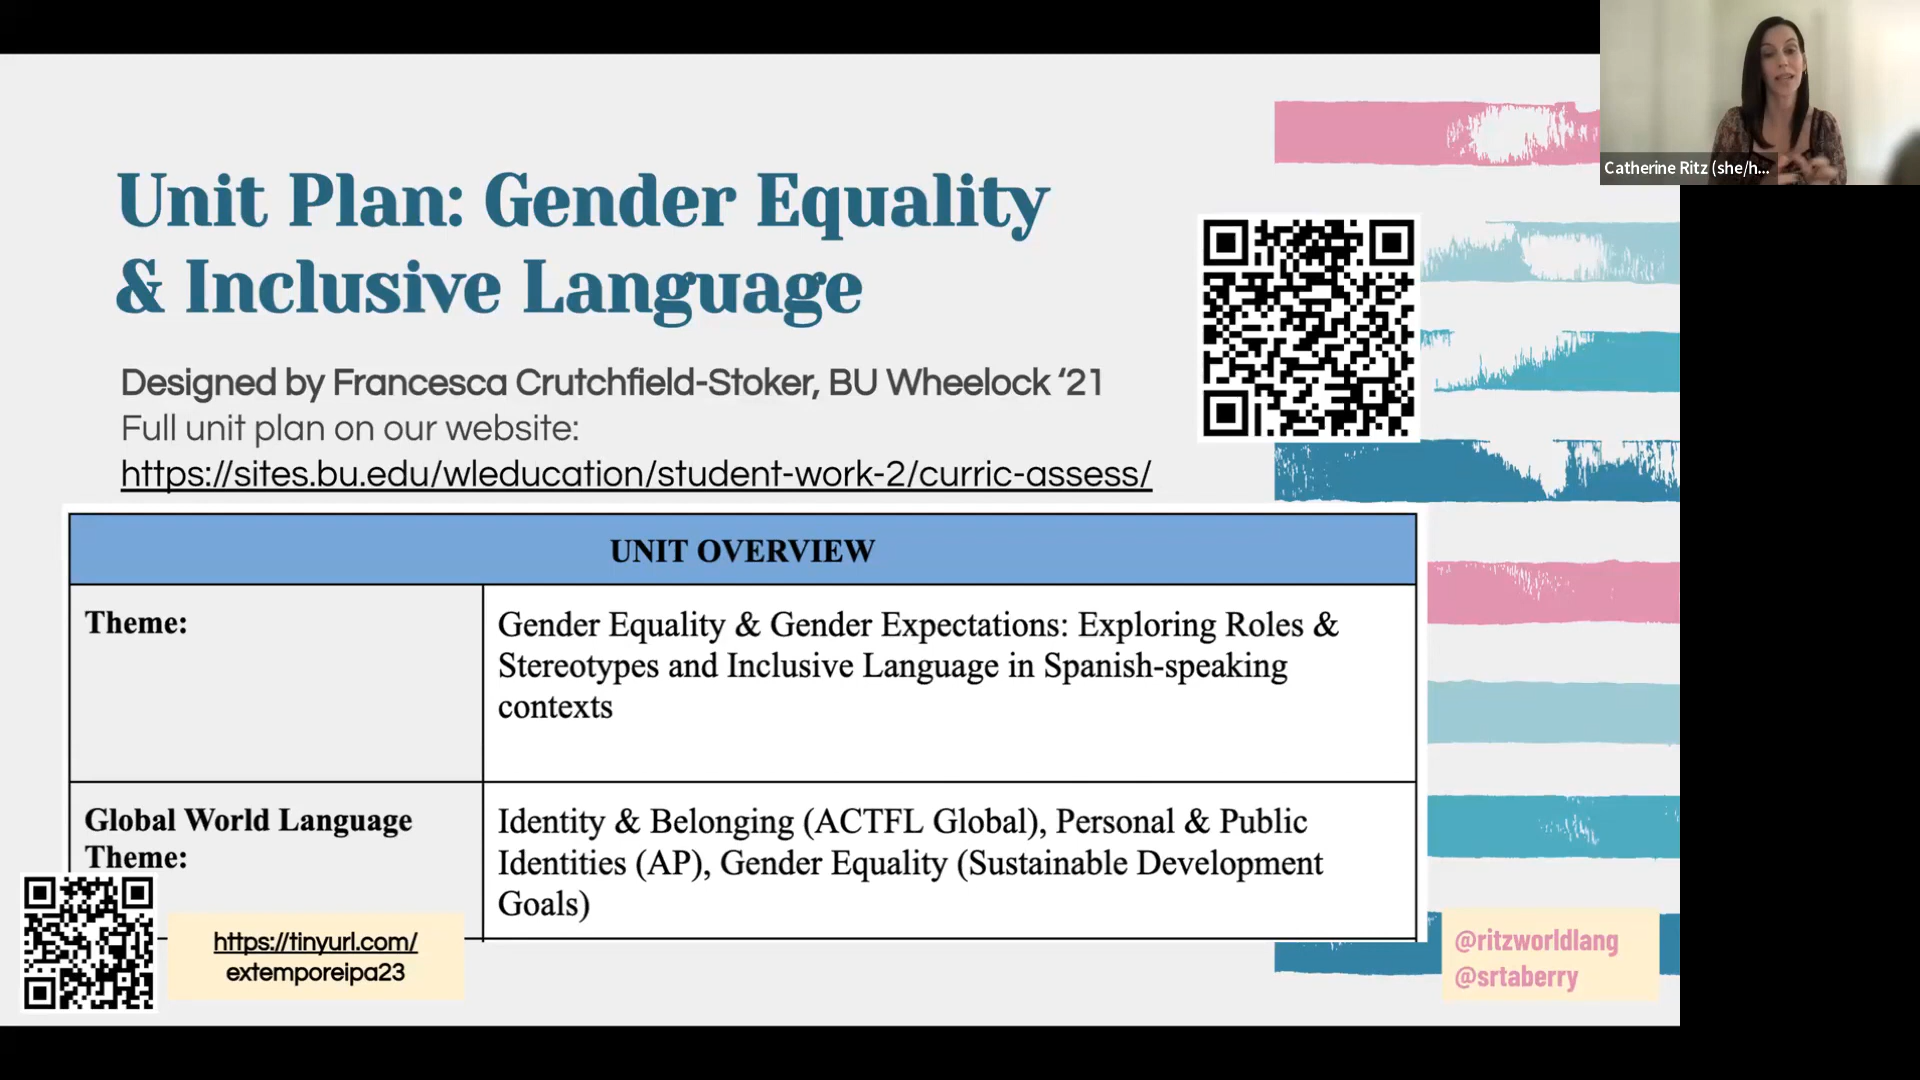 Unit Plan: Gender Equality
& Inclusive Language
Designed by Francesca Crutchfield-Stoker, BU Wheelock ‘21
Full unit plan on our website:
https://sites.bu.edu/wleducation/student-work-2/curric-assess/
UNIT OVERVIEW
Theme:
Gender Equality & Gender Expectations: Exploring Roles &
Stereotypes and Inclusive Language in Spanish-speaking
contexts
Global World Language
Theme:
Identity & Belonging (ACTFL Global), Personal & Public
Identities (AP), Gender Equality (Sustainable Development
Goals)
https://tinyurl.com/
extemporeipa23
@ritzworldlang
@srtaberry
Catherine Ritz (she/h...